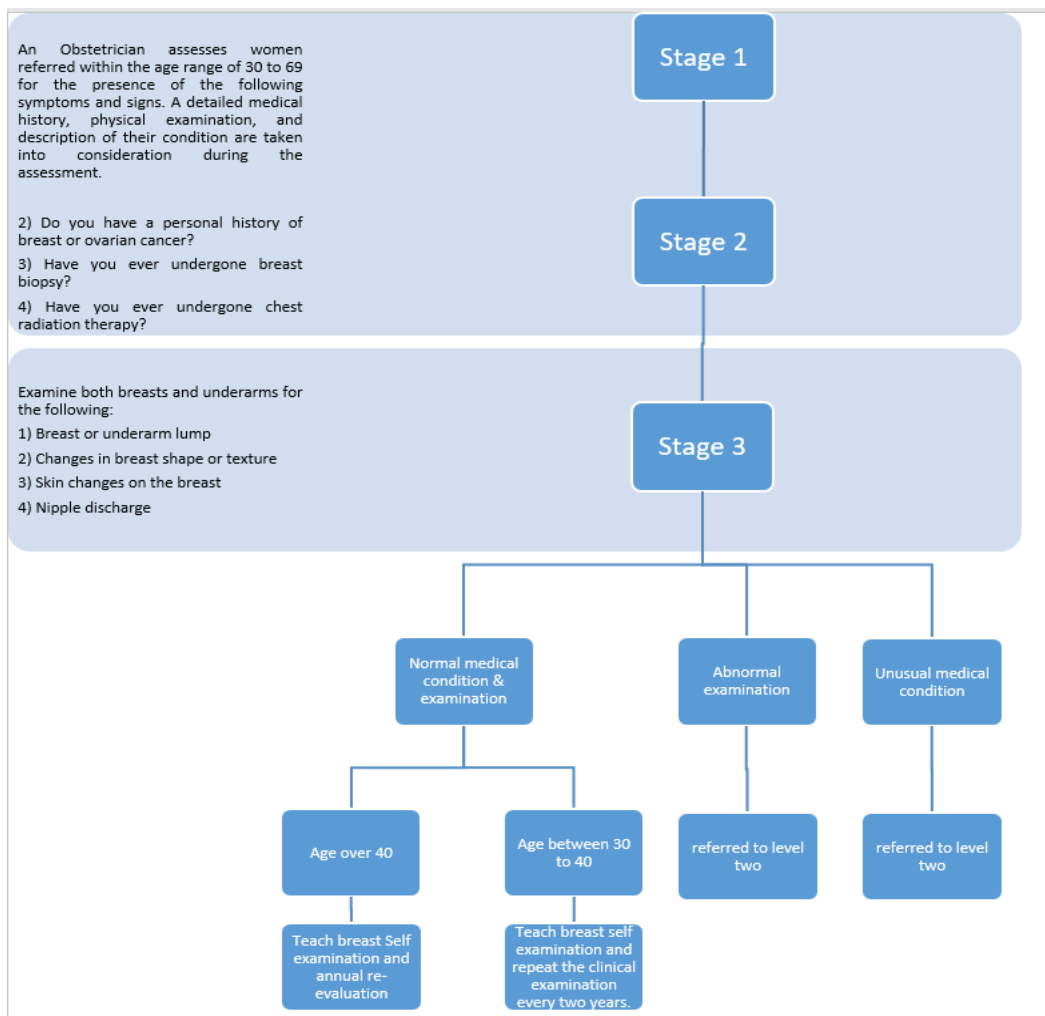 An Obstetrician assesses women
referred within the age range of 30 to 69
for the presence of the following
symptoms and signs. A detailed medical
history, physical examination, and
description of their condition are taken
into consideration during the
assessment.
Stage 1
2) Do you have a personal history of
breast or ovarian cancer?
3) Have you ever undergone breast
biopsy?
4) Have you ever undergone chest
radiation therapy?
Stage 2
Examine both breasts and underarms for
the following:
1) Breast or underarm lump
2) Changes in breast shape or texture
3) Skin changes on the breast
4) Nipple discharge
Stage 3
Normal medical
condition &
examination
Abnormal
examination
Unusual medical
condition
Age over 40
Age between 30
to 40
referred to level
two
referred to level
two
Teach breast Self
examination and
annual re-
evaluation
Teach breast self
examination and
repeat the clinical
examination
every two years.